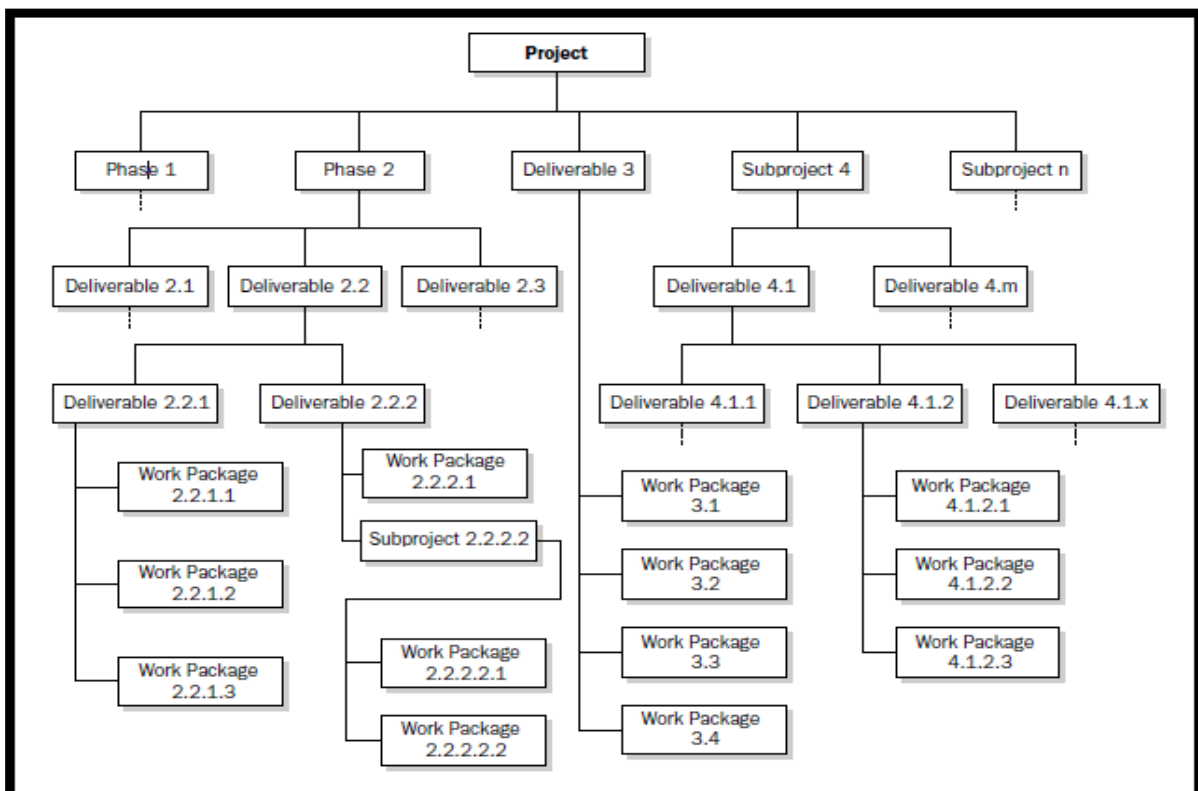 Project
Phase 1
Phase 2
Deliverable 3
Subproject 4
Subproject n
Deliverable 2.1
Deliverable 2.2
Deliverable 2.3
Deliverable 4.1
Deliverable 4.m
Deliverable 2.2.1
Deliverable 2.2.2
Deliverable 4.1.1
Deliverable 4.1.2
Deliverable 4.1.x
Work Package
2.2.1.1
Work Package
2.2.1.2
Work Package
2.2.1.3
Work Package
2.2.2.1
Subproject 2.2.2.2
Work Package
2.2.2.2.1
Work Package
2.2.2.2.2
Work Package
3.1
Work Package
3.2
Work Package
3.3
Work Package
3.4
Work Package
4.1.2.1
Work Package
4.1.2.2
Work Package
4.1.2.3